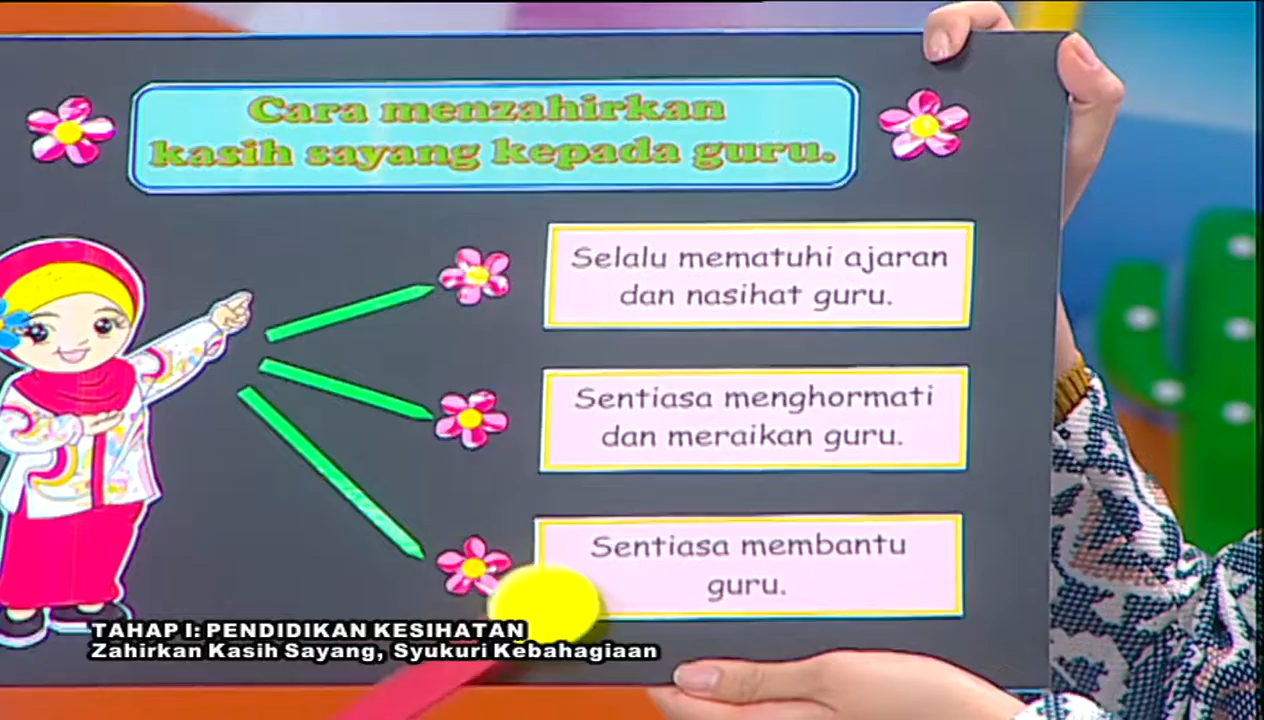 Cara menzahirkan
kasih sayang kepada guru.
Selalu mematuhi ajaran
dan nasihat guru.
Sentiasa menghormati
dan meraikan guru.
Sentiasa membantu
guru.
TAHAP I: PENDIDIKAN KESIHATAN
Zahirkan Kasih Sayang, Syukuri Kebahagiaan